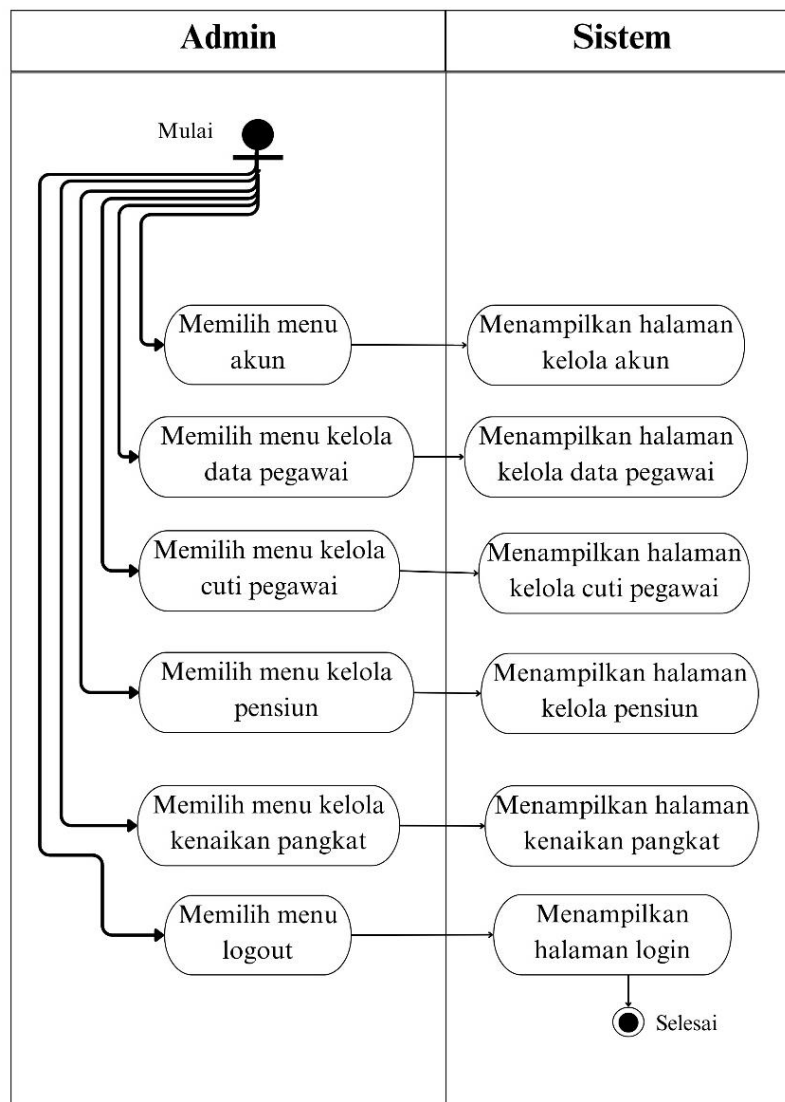 Admin
Sistem
Mulai
Memilih menu
akun
Menampilkan halaman
kelola akun
Memilih menu kelola
data pegawai
Menampilkan halaman
kelola data pegawai
Memilih menu kelola
cuti pegawai
Menampilkan halaman
kelola cuti pegawai
Memilih menu kelola
pensiun
Menampilkan halaman
kelola pensiun
Memilih menu kelola
kenaikan pangkat
Menampilkan halaman
kenaikan pangkat
Memilih menu
logout
Menampilkan
halaman login
Selesai